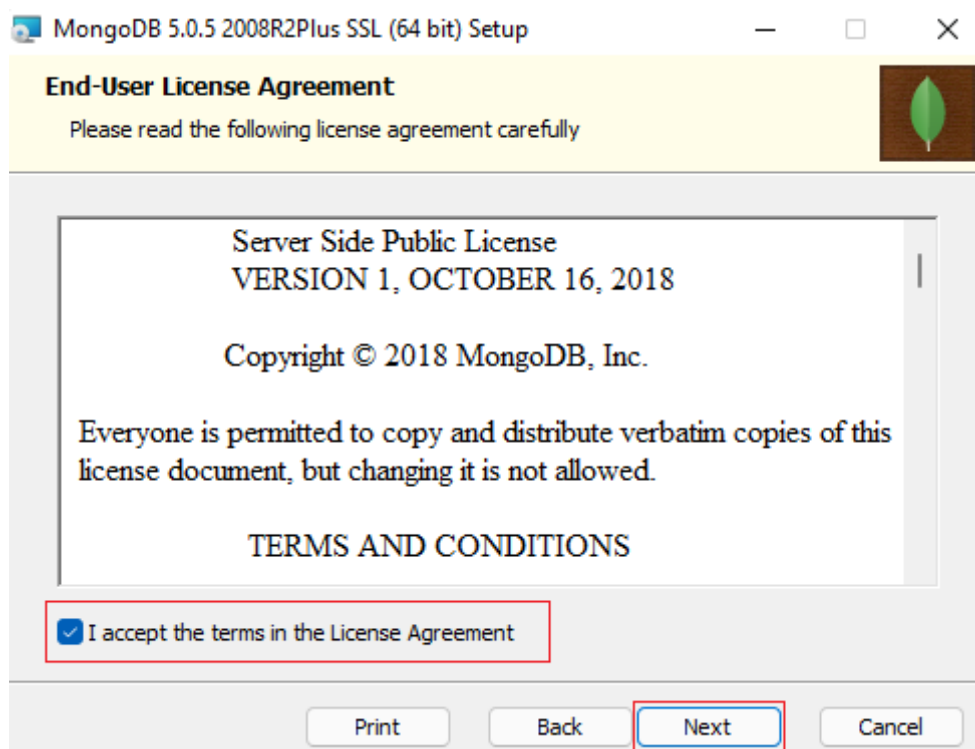 MongoDB 5.0.5 2008R2Plus SSL (64 bit) Setup
End-User License Agreement
Please read the following license agreement carefully
Server Side Public License
VERSION 1, OCTOBER 16, 2018
Copyright © 2018 MongoDB, Inc.
Everyone is permitted to copy and distribute verbatim copies of this
license document, but changing it is not allowed.
TERMS AND CONDITIONS
I accept the terms in the License Agreement
Print Back Next Cancel